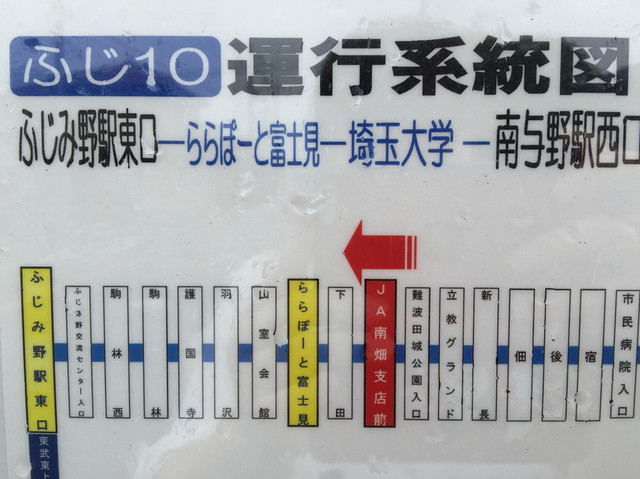 ふじ10 運行系統図
ふじみ野駅東口―ららぽーと富士見―埼玉大学―南与野駅西口
ふじみ野駅東口
ふじみ野交流センター入口
駒林西
駒林
護国寺
羽沢
山室会館
ららぽーと富士見
下田
JA南畑支店前
難波田城公園入口
立教グランド
新長
佃
後
宿
市民病院入口
東武東上